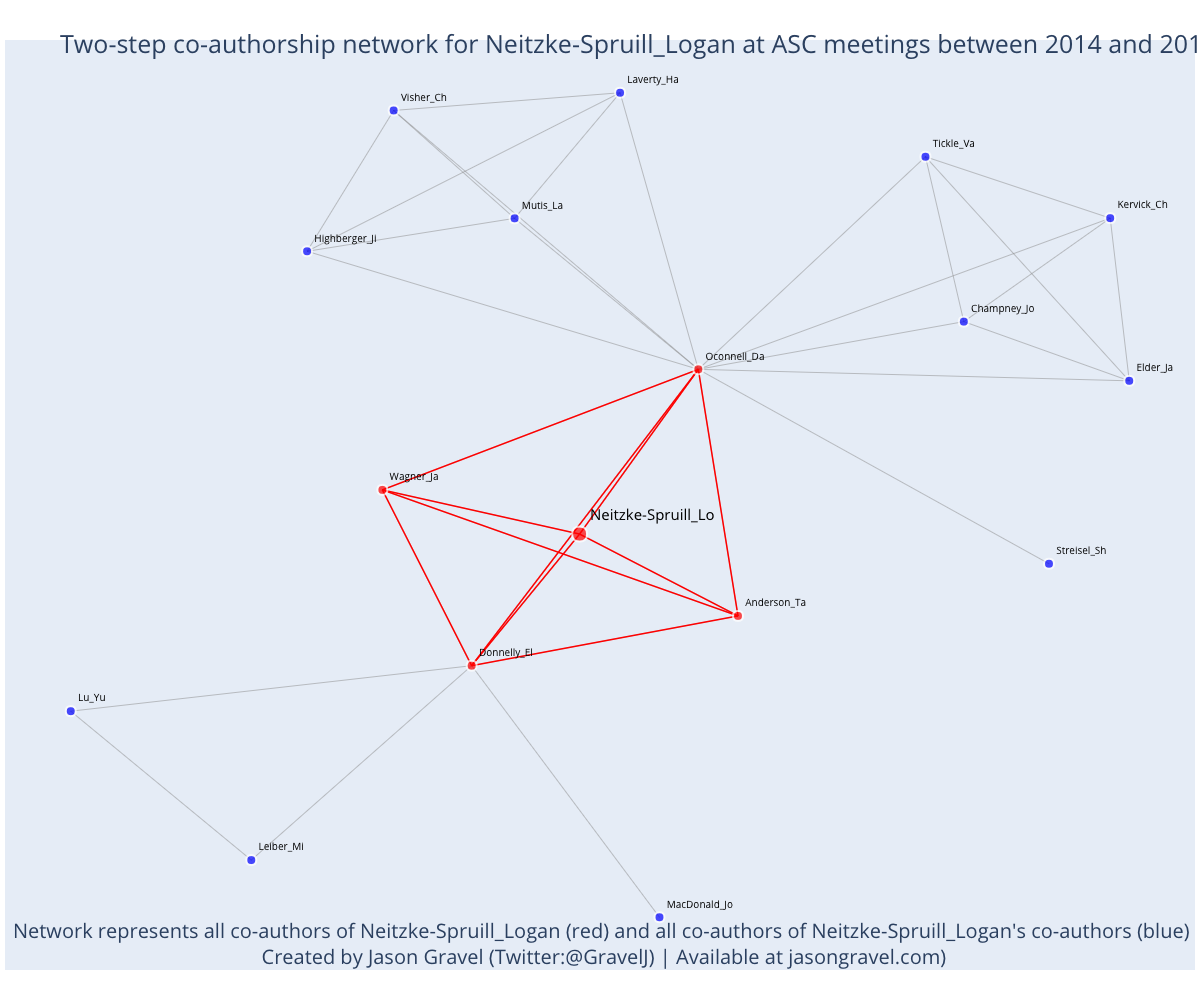 Two-step co-authorship network for Neitzke-Spruill_Logan at ASC meetings between 2014 and 201
Laverty_Ha
Visher_Ch
Tickle_Va
Kervick_Ch
Mutis_La
Highberger_Ji
Champney_Jo
Oconnell_Da
Elder_Ja
Wagner_Ja
Neitzke-Spruill_Lo
Streisel_Sh
Anderson_Ta
Donnelly_El
Lu_Yu
Leiber_Mi
MacDonald_Jo
Network represents all co-authors of Neitzke-Spruill_Logan (red) and all co-authors of Neitzke-Spruill_Logan's co-authors (blue)
Created by Jason Gravel (Twitter:@GravelJ) | Available at jasongravel.com)